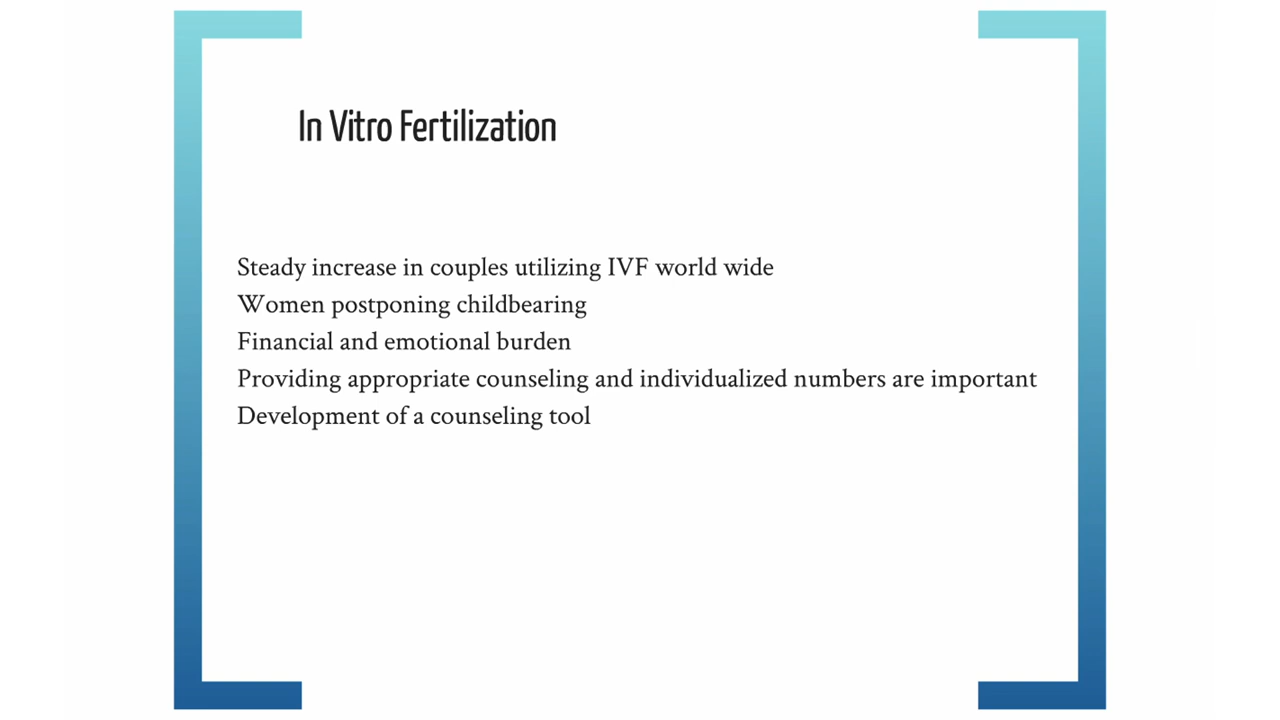 In Vitro Fertilization
Steady increase in couples utilizing IVF world wide
Women postponing childbearing
Financial and emotional burden
Providing appropriate counseling and individualized numbers are important
Development of a counseling tool